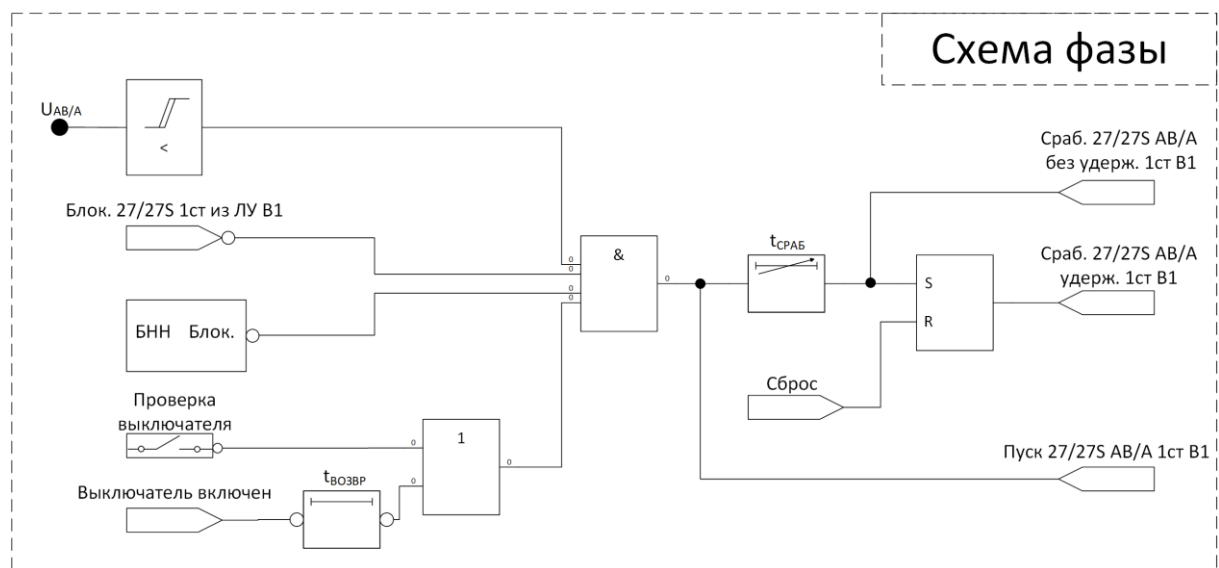 Схема фазы
UAB/A
<
Сраб. 27/27S AB/A
без удерж. 1ст В1
Блок. 27/27S 1ст из ЛУ В1
tСРАБ
&
0
0
0
0
0
Сраб. 27/27S AB/A
удерж. 1ст В1
S
R
БНН Блок.
Сброс
Проверка
выключателя
1
0
0
0
Пуск 27/27S AB/A 1ст В1
Выключатель включен
tВОЗВР